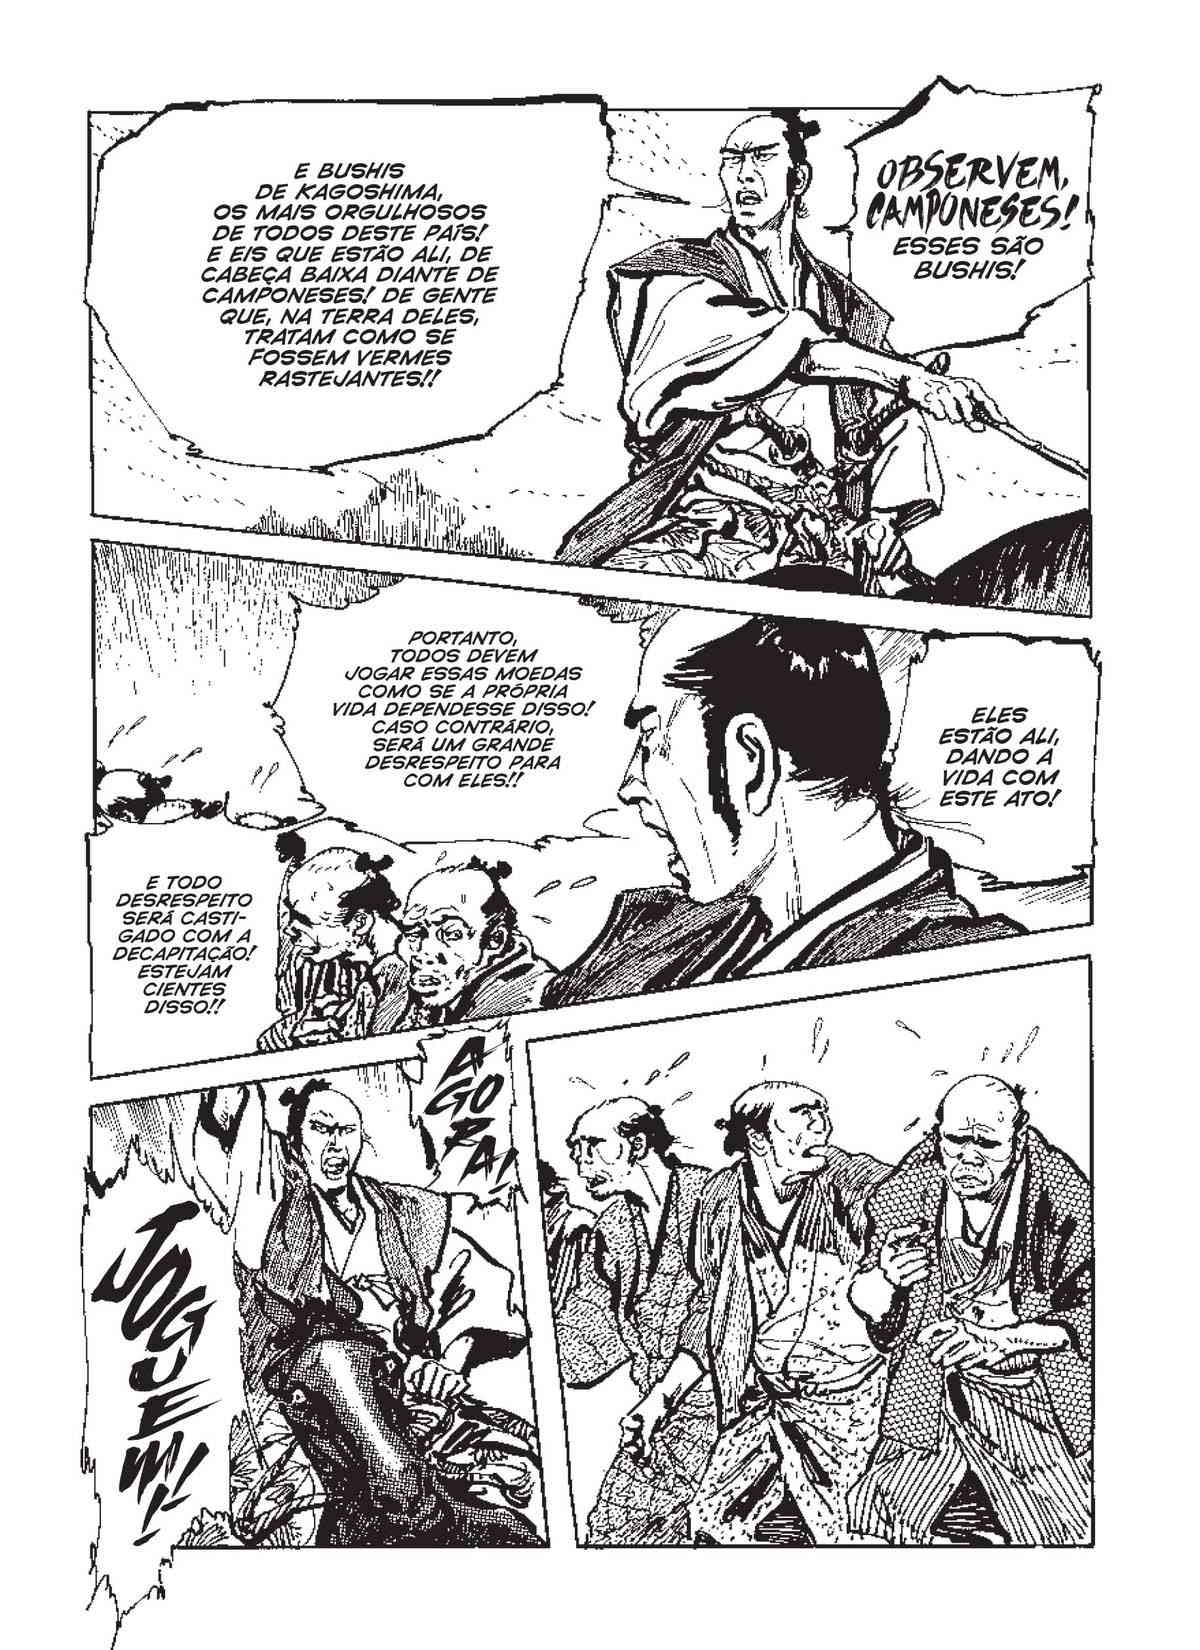 OBSERVEM,
CAMPONESES!
ESSES SÃO
BUSHIS!
E BUSHIS
DE KAGOSHIMA,
OS MAIS ORGULHOSOS
DE TODOS DESTE PAÍS!
E EIS QUE ESTÃO ALI, DE
CABEÇA BAIXA DIANTE DE
CAMPONESES! DE GENTE
QUE, NA TERRA DELES,
TRATAM COMO SE
FOSSEM VERMES
RASTEJANTES!!
ELES
ESTÃO ALI,
DANDO A
VIDA COM
ESTE ATO!
PORTANTO,
TODOS DEVEM
JOGAR ESSAS MOEDAS
COMO SE A PRÓPRIA
VIDA DEPENDESSE DISSO!
CASO CONTRÁRIO,
SERÁ UM GRANDE
DESRESPEITO PARA
COM ELES!!
E TODO
DESRESPEITO
SERÁ CASTI-
GADO COM A
DECAPITAÇÃO!
ESTEJAM
CIENTES
DISSO!!
AGORA!
JOGUEM!!